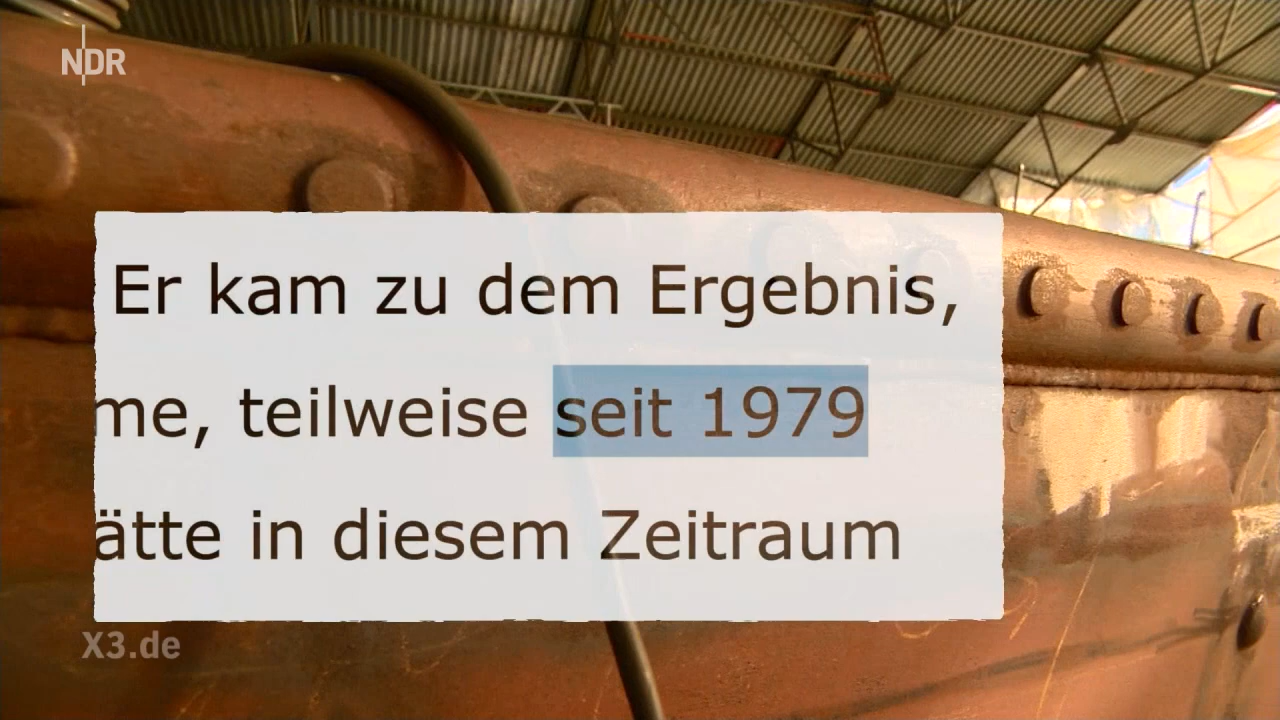 NDR
Er kam zu dem Ergebnis,
me, teilweise seit 1979
ätte in diesem Zeitraum
X3.de